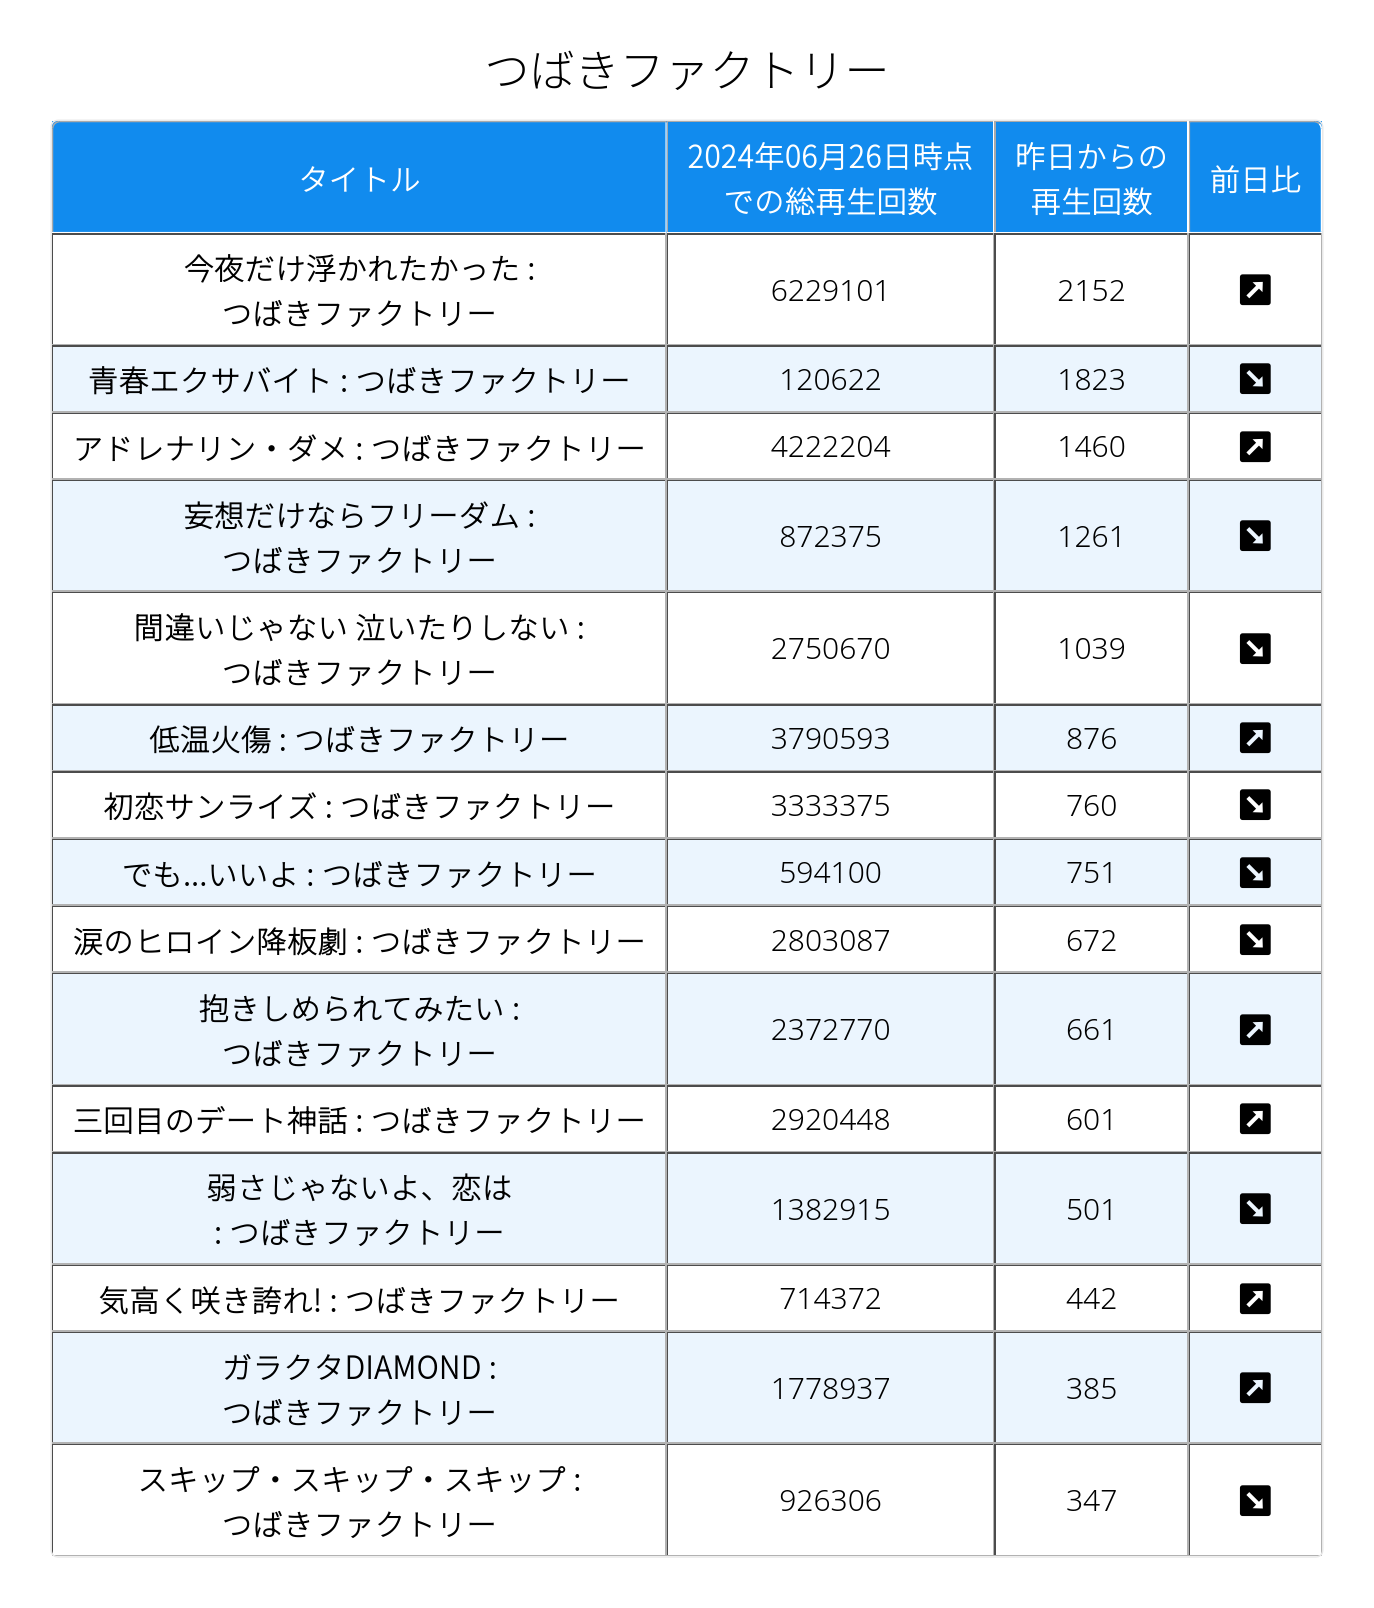 つばきファクトリー
タイトル
2024年06月26日時点
での総再生回数
昨日からの
再生回数
前日比
今夜だけ浮かれたかった :
つばきファクトリー
6229101
2152
青春エクサバイト : つばきファクトリー
120622
1823
アドレナリン・ダメ : つばきファクトリー
4222204
1460
妄想だけならフリーダム :
つばきファクトリー
872375
1261
間違いじゃない 泣いたりしない :
つばきファクトリー
2750670
1039
低温火傷 : つばきファクトリー
3790593
876
初恋サンライズ : つばきファクトリー
3333375
760
でも...いいよ : つばきファクトリー
594100
751
涙のヒロイン降板劇 : つばきファクトリー
2803087
672
抱きしめられてみたい :
つばきファクトリー
2372770
661
三回目のデート神話 : つばきファクトリー
2920448
601
弱さじゃないよ、恋は
: つばきファクトリー
1382915
501
気高く咲き誇れ! : つばきファクトリー
714372
442
ガラクタDIAMOND :
つばきファクトリー
1778937
385
スキップ・スキップ・スキップ :
つばきファクトリー
926306
347